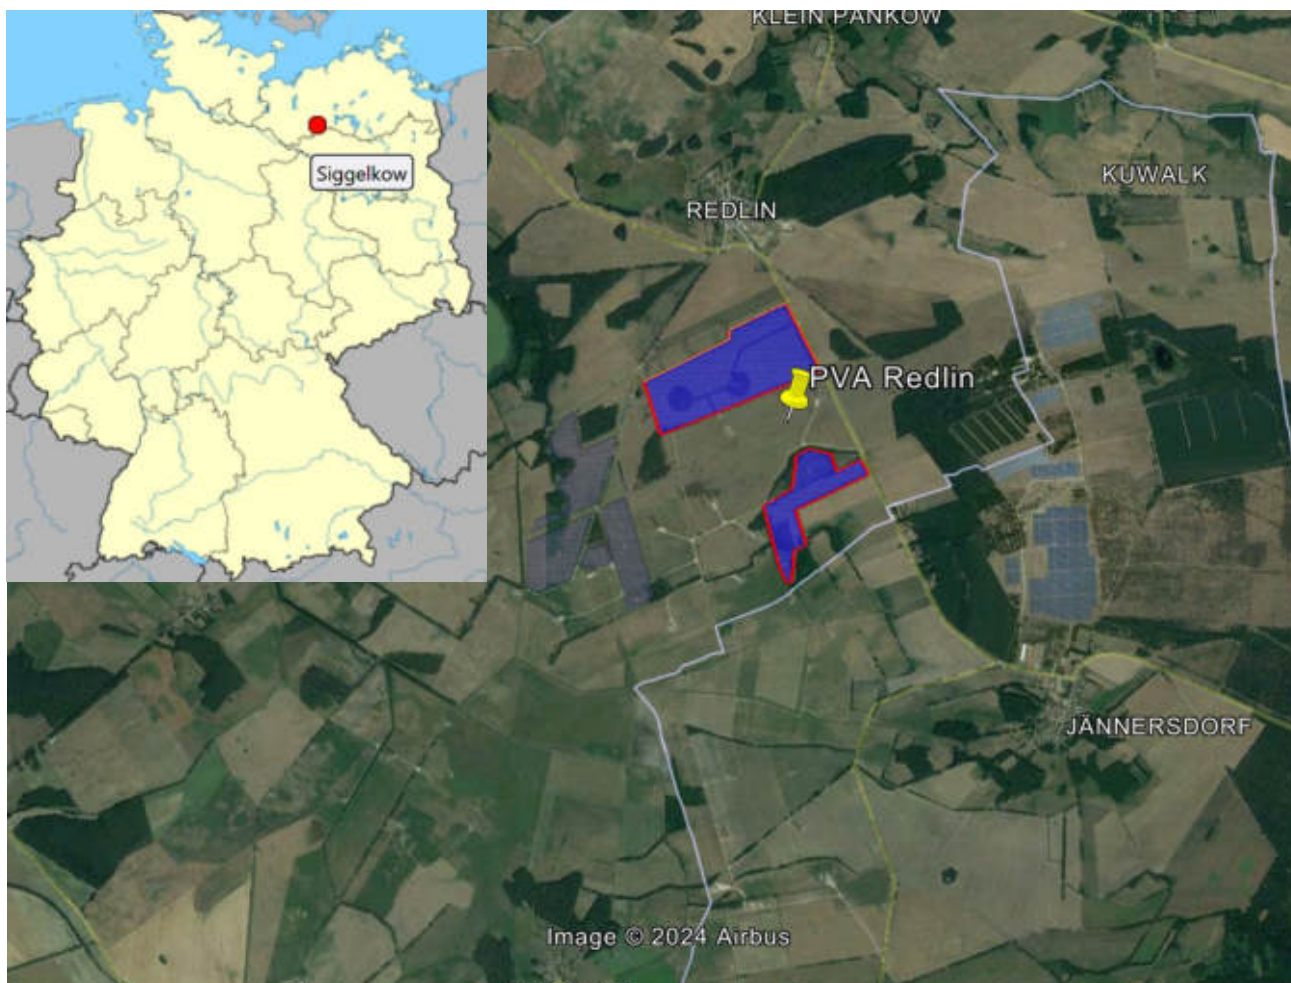 KLEIN PANKOW
Siggelkow
KUWALK
REDLIN
PVA Redlin
JÄNNERSDORF
Image © 2024 Airbus